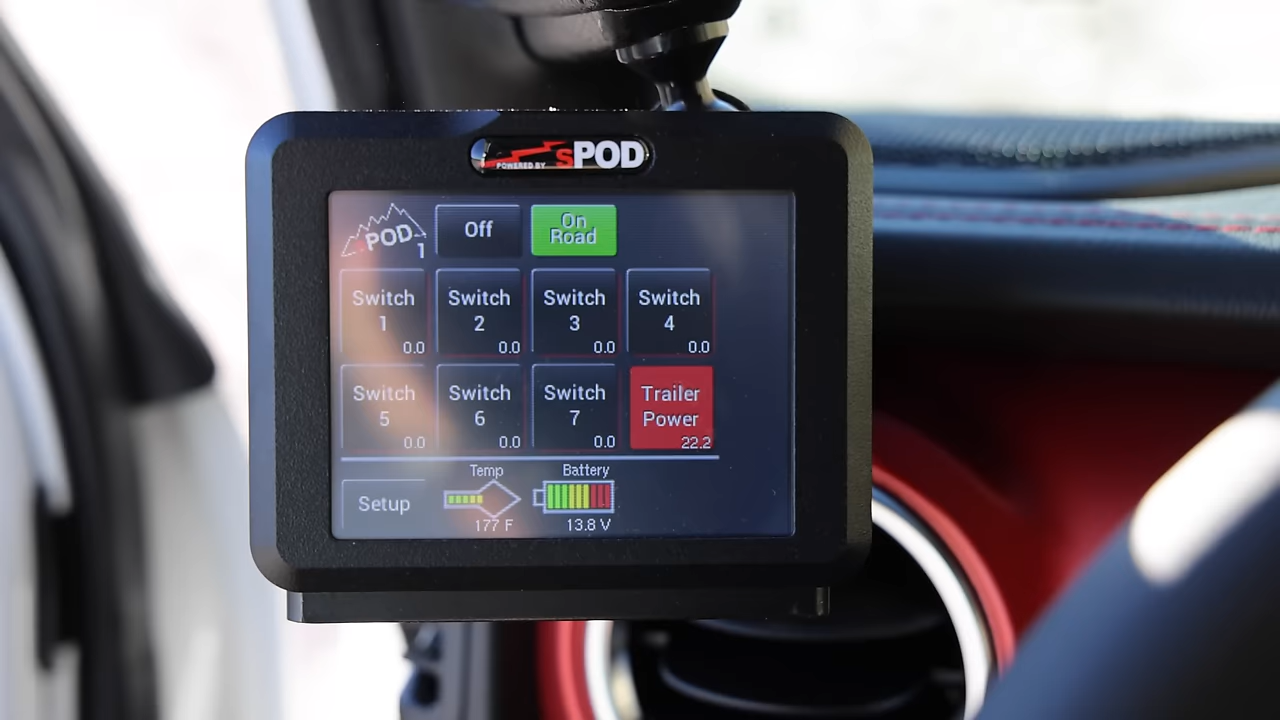 POWERED BY sPOD
sPOD 1
Off
On
Road
Switch
1
0.0
Switch
2
0.0
Switch
3
0.0
Switch
4
0.0
Switch
5
0.0
Switch
6
0.0
Switch
7
0.0
Trailer
Power
22.2
Setup
Temp
177 F
Battery
13.8 V